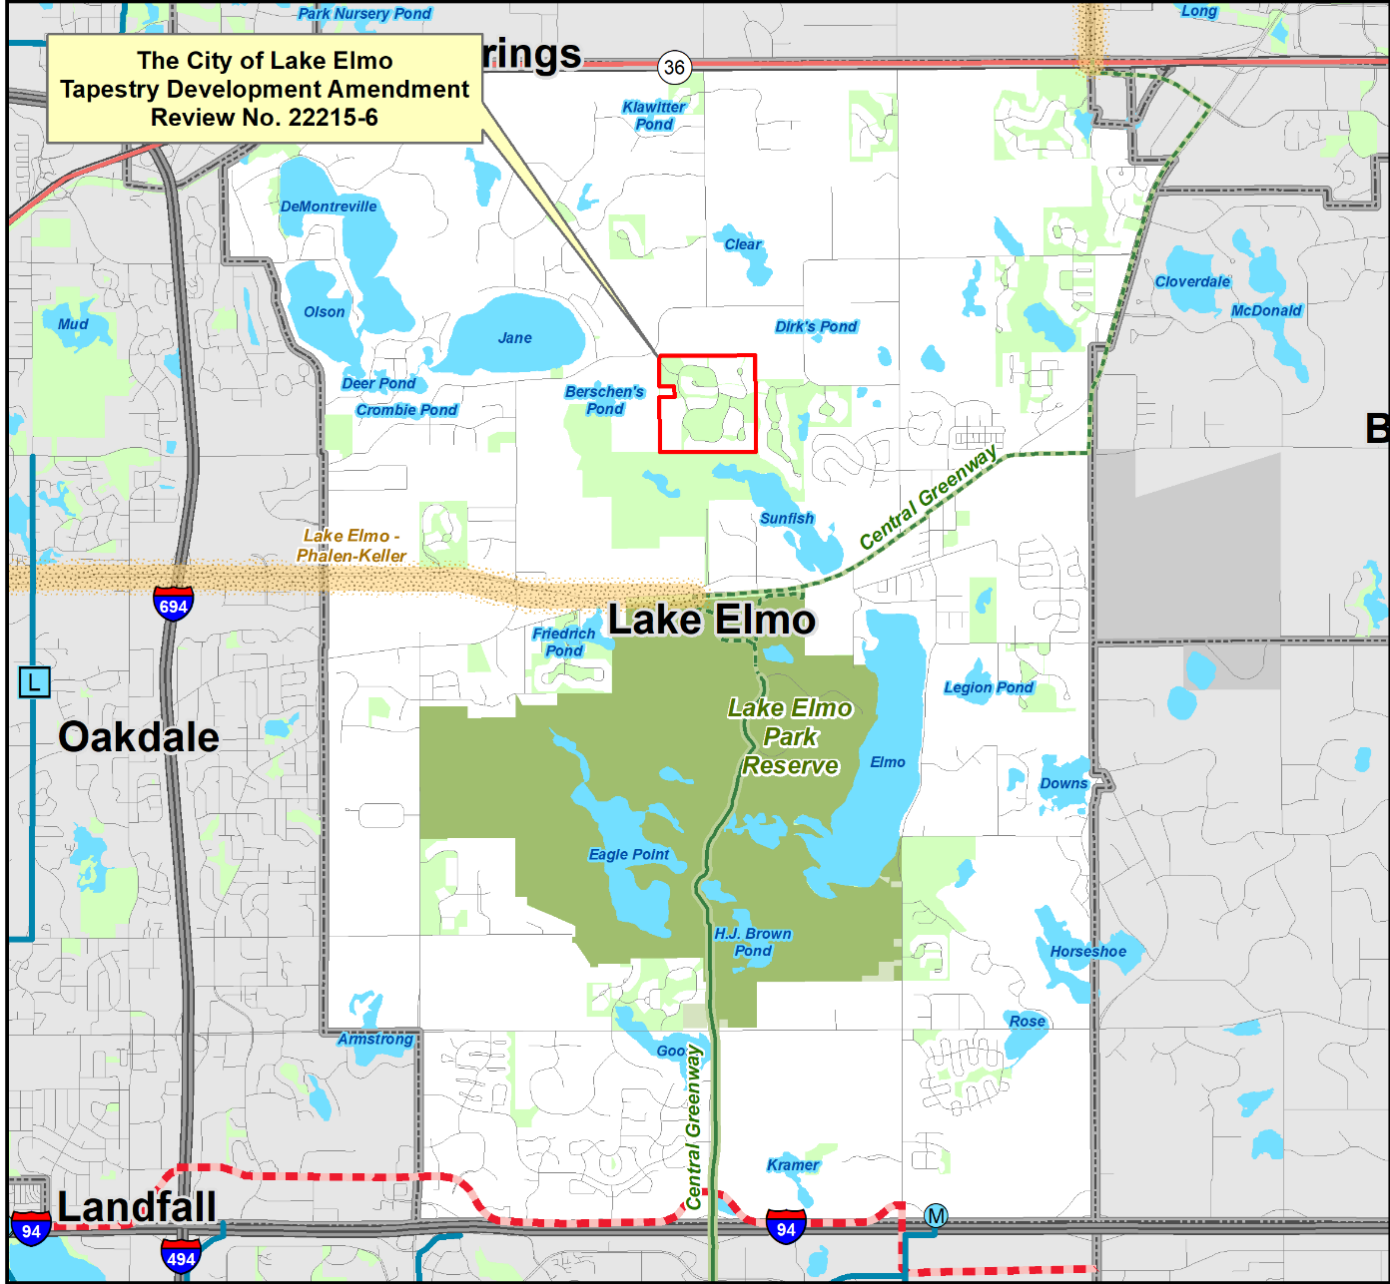 Park Nursery Pond
Long
The City of Lake Elmo
Tapestry Development Amendment
Review No. 22215-6
rings
36
Klawitter
Pond
DeMontreville
Clear
Cloverdale
McDonald
Olson
Mud
Jane
Dirk's Pond
Deer Pond
Crombie Pond
Berschen's
Pond
B
Central Greenway
Sunfish
Lake Elmo -
Phalen-Keller
694
Lake Elmo
Friedrich
Pond
L
Legion Pond
Lake Elmo
Park
Reserve
Oakdale
Elmo
Downs
Eagle Point
H.J. Brown
Pond
Horseshoe
Rose
Armstrong
Goo
Central Greenway
Kramer
Landfall
94
494
94
M